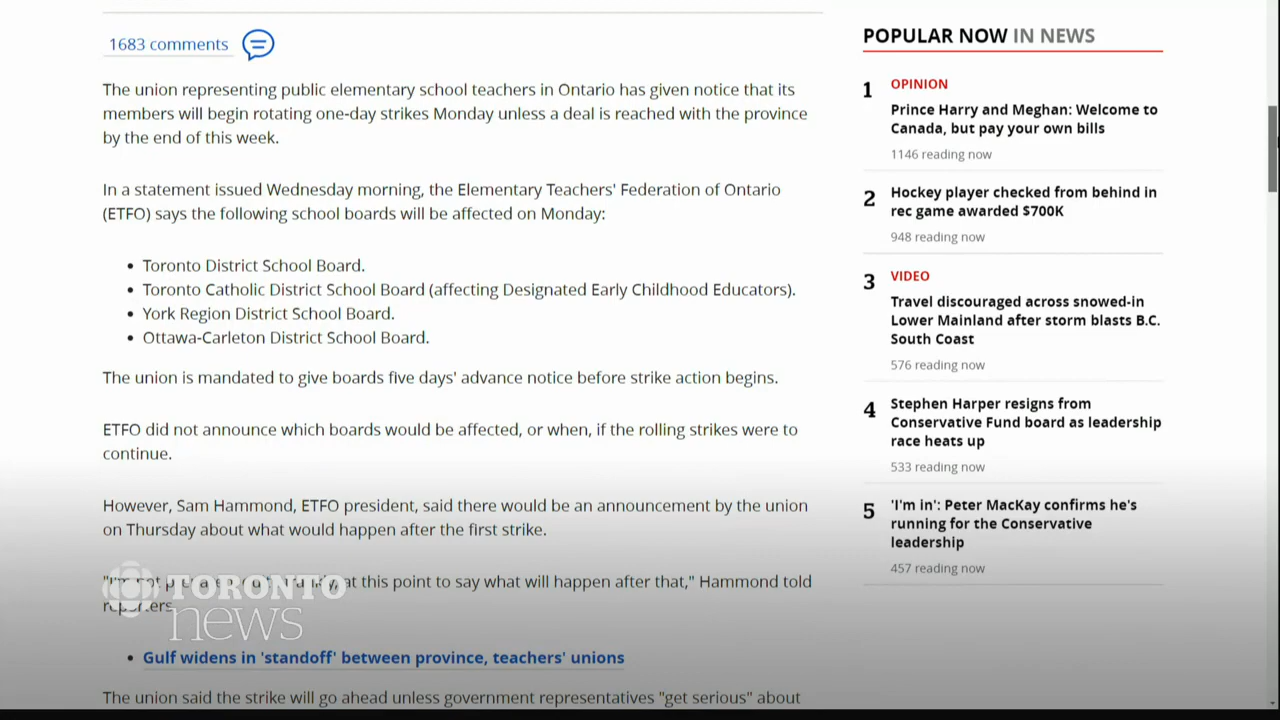 1683 comments
The union representing public elementary school teachers in Ontario has given notice that its
members will begin rotating one-day strikes Monday unless a deal is reached with the province
by the end of this week.
In a statement issued Wednesday morning, the Elementary Teachers' Federation of Ontario
(ETFO) says the following school boards will be affected on Monday:
• Toronto District School Board.
• Toronto Catholic District School Board (affecting Designated Early Childhood Educators).
• York Region District School Board.
• Ottawa-Carleton District School Board.
The union is mandated to give boards five days' advance notice before strike action begins.
ETFO did not announce which boards would be affected, or when, if the rolling strikes were to
continue.
However, Sam Hammond, ETFO president, said there would be an announcement by the union
on Thursday about what would happen after the first strike.
"I'm not at this point to say what will happen after that," Hammond told
reporters.
TORONTO
news
• Gulf widens in 'standoff' between province, teachers' unions
The union said the strike will go ahead unless government representatives "get serious" about
POPULAR NOW IN NEWS
1 OPINION
Prince Harry and Meghan: Welcome to
Canada, but pay your own bills
1146 reading now
2 Hockey player checked from behind in
rec game awarded $700K
948 reading now
3 VIDEO
Travel discouraged across snowed-in
Lower Mainland after storm blasts B.C.
South Coast
576 reading now
4 Stephen Harper resigns from
Conservative Fund board as leadership
race heats up
533 reading now
5 'I'm in': Peter MacKay confirms he's
running for the Conservative
leadership
457 reading now